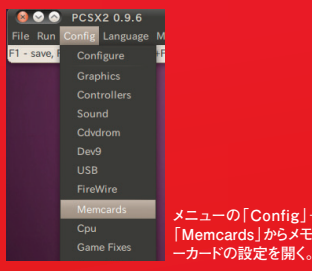 PCSX2 0.9.6
File Run Config Language M
F1 - save, F
Configure
Graphics
Controllers
Sound
Cdvdrom
Dev9
USB
FireWire
Memcards
Cpu
Game Fixes
メニューの「Config」-
「Memcards」からメモ
ーカードの設定を開く。